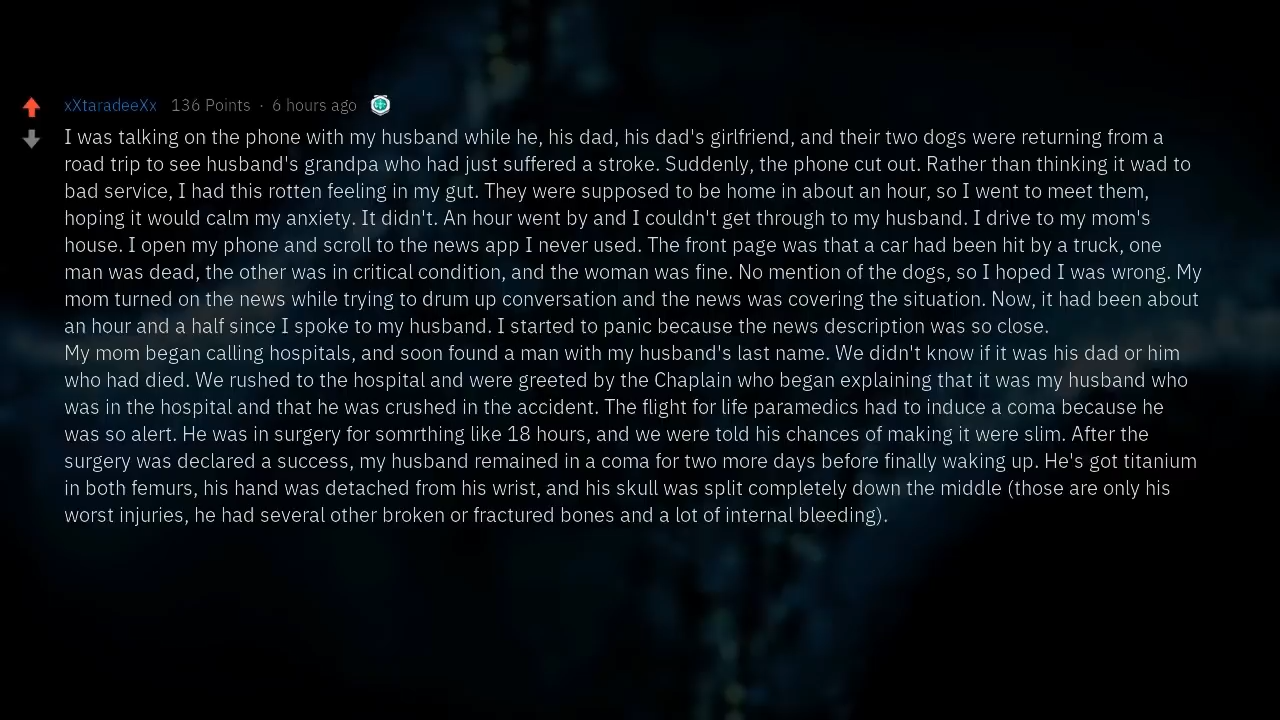 xXtaradeeXx 136 Points · 6 hours ago
I was talking on the phone with my husband while he, his dad, his dad's girlfriend, and their two dogs were returning from a
road trip to see husband's grandpa who had just suffered a stroke. Suddenly, the phone cut out. Rather than thinking it wad to
bad service, I had this rotten feeling in my gut. They were supposed to be home in about an hour, so I went to meet them,
hoping it would calm my anxiety. It didn't. An hour went by and I couldn't get through to my husband. I drive to my mom's
house. I open my phone and scroll to the news app I never used. The front page was that a car had been hit by a truck, one
man was dead, the other was in critical condition, and the woman was fine. No mention of the dogs, so I hoped I was wrong. My
mom turned on the news while trying to drum up conversation and the news was covering the situation. Now, it had been about
an hour and a half since I spoke to my husband. I started to panic because the news description was so close.
My mom began calling hospitals, and soon found a man with my husband's last name. We didn't know if it was his dad or him
who had died. We rushed to the hospital and were greeted by the Chaplain who began explaining that it was my husband who
was in the hospital and that he was crushed in the accident. The flight for life paramedics had to induce a coma because he
was so alert. He was in surgery for somrthing like 18 hours, and we were told his chances of making it were slim. After the
surgery was declared a success, my husband remained in a coma for two more days before finally waking up. He's got titanium
in both femurs, his hand was detached from his wrist, and his skull was split completely down the middle (those are only his
worst injuries, he had several other broken or fractured bones and a lot of internal bleeding).